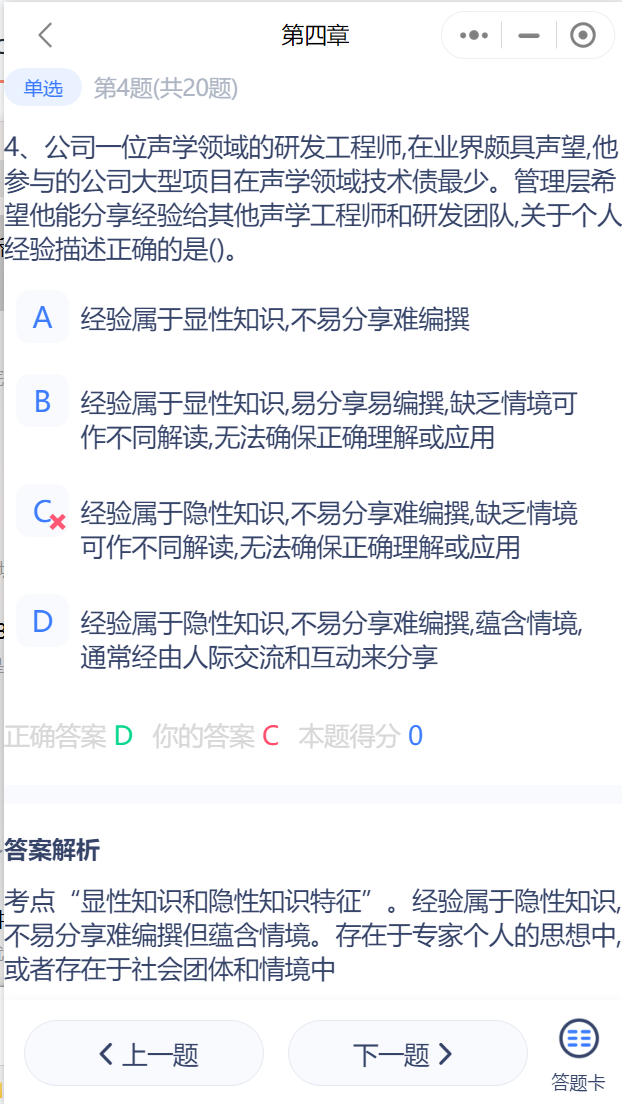 第四章
单选 第4题(共20题)
4、公司一位声学领域的研发工程师,在业界颇具声望,他
参与的公司大型项目在声学领域技术债最少。管理层希
望他能分享经验给其他声学工程师和研发团队,关于个人
经验描述正确的是()。
A 经验属于显性知识,不易分享难编撰
B 经验属于显性知识,易分享易编撰,缺乏情境可
作不同解读,无法确保正确理解或应用
C 经验属于隐性知识,不易分享难编撰,缺乏情境
可作不同解读,无法确保正确理解或应用
D 经验属于隐性知识,不易分享难编撰,蕴含情境,
通常经由人际交流和互动来分享
正确答案 D 你的答案 C 本题得分 0
答案解析
考点“显性知识和隐性知识特征”。经验属于隐性知识,
不易分享难编撰但蕴含情境。存在于专家个人的思想中,
或者存在于社会团体和情境中
上一题 下一题
答题卡